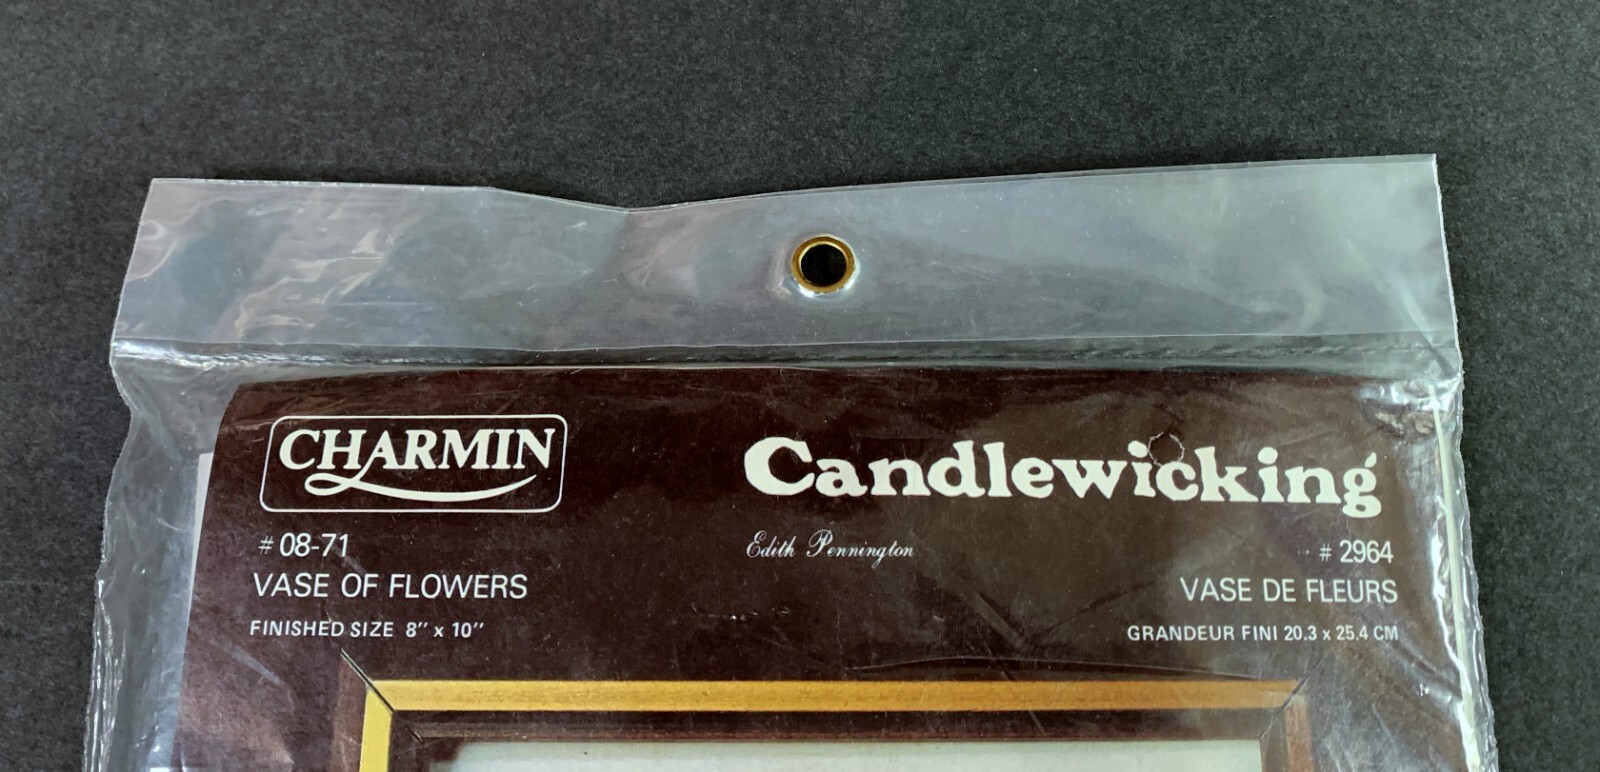 CHARMIN
Candlewicking
Edith Pennington
# 08-71
# 2964
VASE OF FLOWERS
VASE DE FLEURS
FINISHED SIZE 8" x 10"
GRANDEUR FINI 20.3 x 25.4 CM